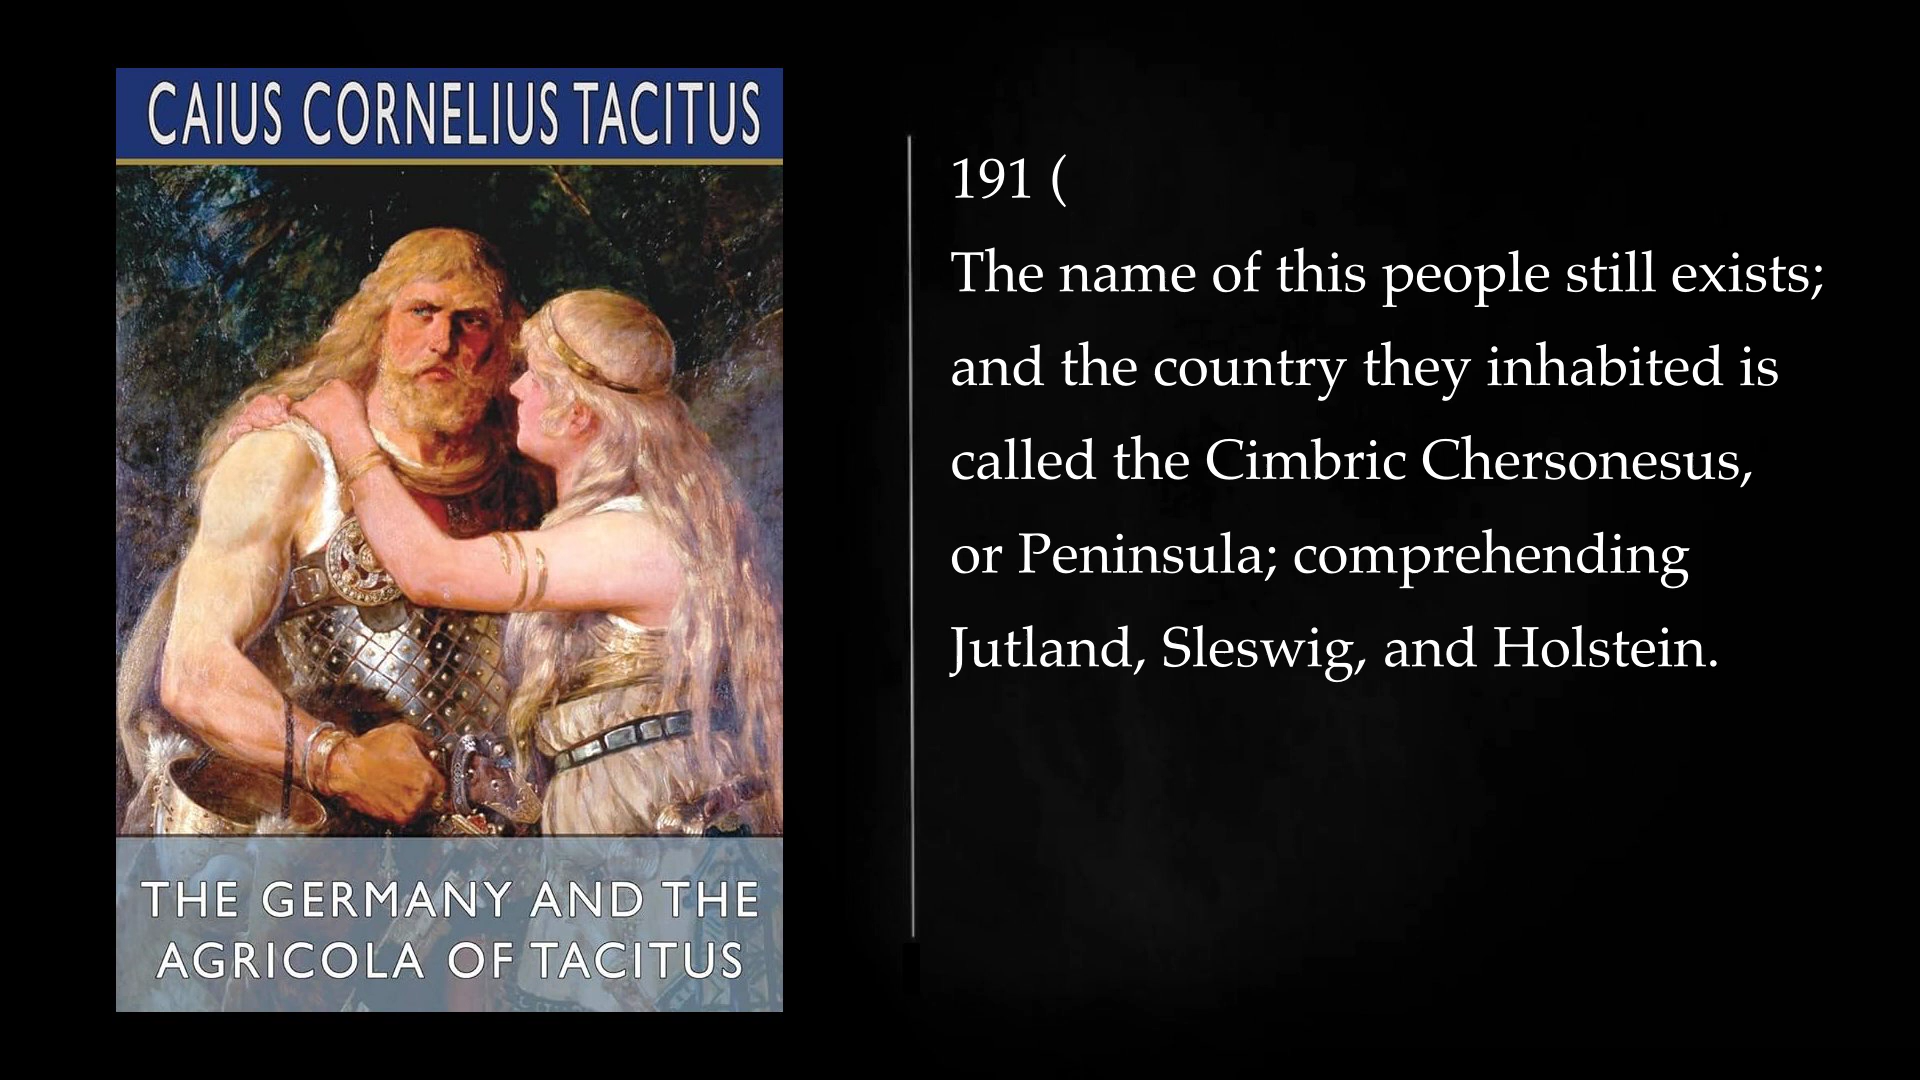 CAIUS CORNELIUS TACITUS
THE GERMANY AND THE
AGRICOLA OF TACITUS
191 (
The name of this people still exists;
and the country they inhabited is
called the Cimbric Chersonesus,
or Peninsula; comprehending
Jutland, Sleswig, and Holstein.